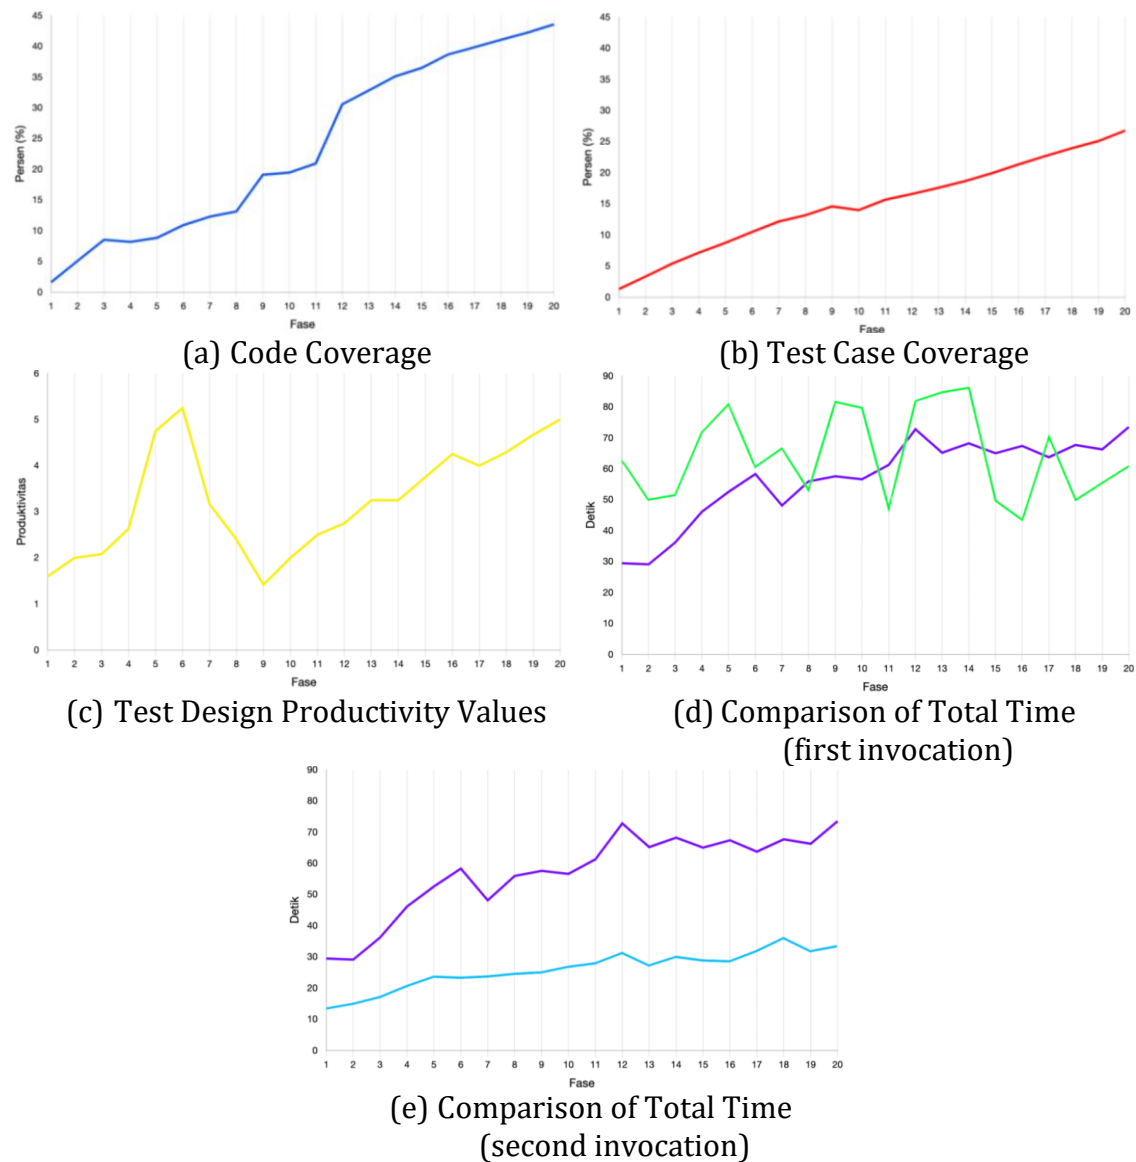 45
40
35
30
25
20
15
10
5
0
Persen (%)
1 2 3 4 5 6 7 8 9 10 11 12 13 14 15 16 17 18 19 20
Fase
(a) Code Coverage
45
40
35
30
25
20
15
10
5
0
Persen (%)
1 2 3 4 5 6 7 8 9 10 11 12 13 14 15 16 17 18 19 20
Fase
(b) Test Case Coverage
6
5
4
3
2
1
0
Produktivitas
1 2 3 4 5 6 7 8 9 10 11 12 13 14 15 16 17 18 19 20
Fase
(c) Test Design Productivity Values
90
80
70
60
50
40
30
20
10
0
Detik
1 2 3 4 5 6 7 8 9 10 11 12 13 14 15 16 17 18 19 20
Fase
(d) Comparison of Total Time
(first invocation)
90
80
70
60
50
40
30
20
10
0
Detik
1 2 3 4 5 6 7 8 9 10 11 12 13 14 15 16 17 18 19 20
Fase
(e) Comparison of Total Time
(second invocation)